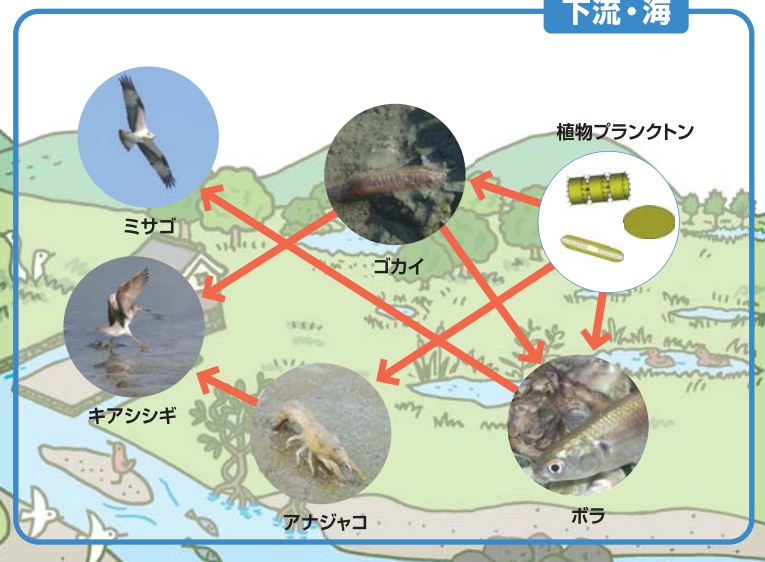 下流・海
植物プランクトン
ミサゴ
ゴカイ
キアシシギ
アナジャコ
ボラ